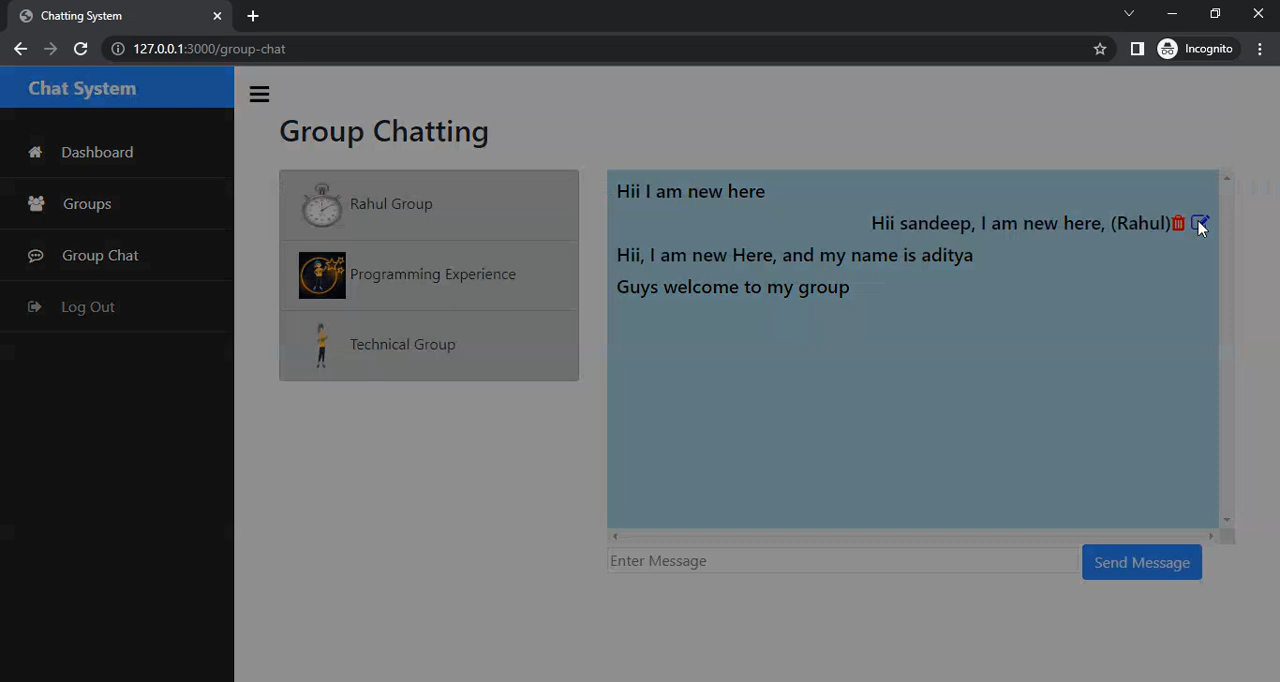 Chatting System
127.0.0.1:3000/group-chat
Incognito
Chat System
Dashboard
Groups
Group Chat
Log Out
Group Chatting
Rahul Group
Programming Experience
Technical Group
Hii I am new here
Hii sandeep, I am new here, (Rahul)
Hii, I am new Here, and my name is aditya
Guys welcome to my group
Enter Message
Send Message